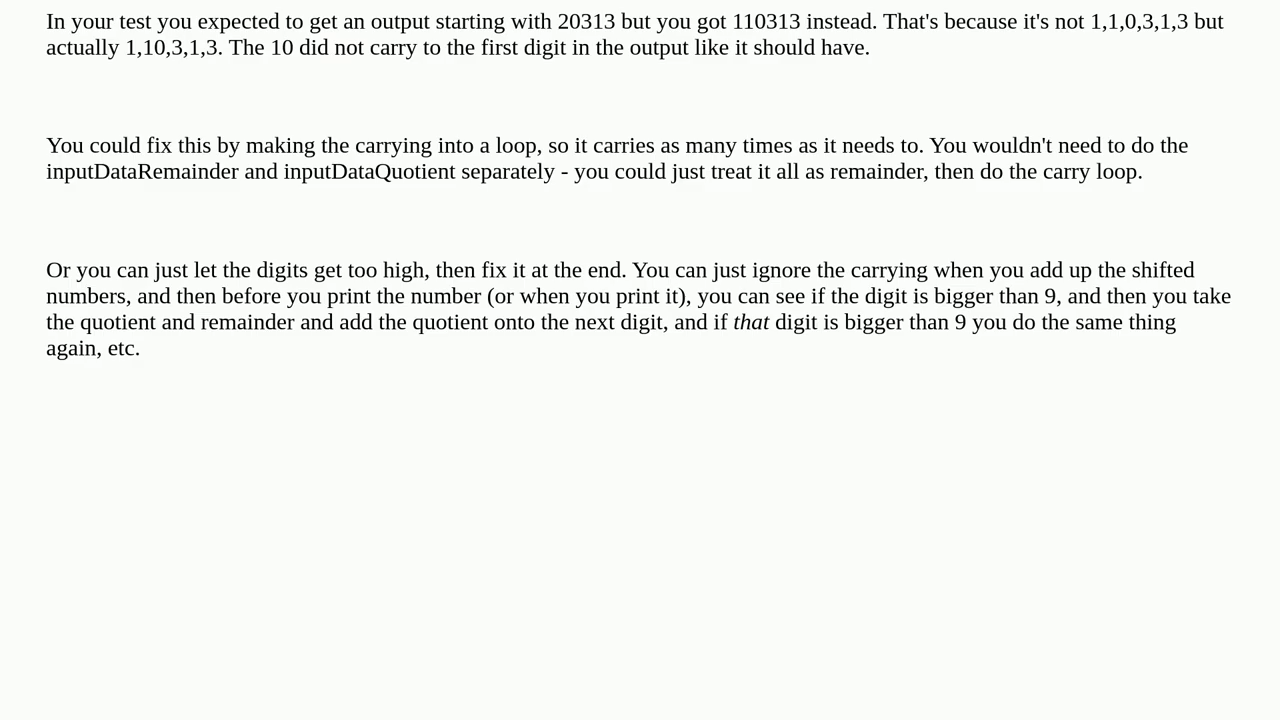 In your test you expected to get an output starting with 20313 but you got 110313 instead. That's because it's not 1,1,0,3,1,3 but
actually 1,10,3,1,3. The 10 did not carry to the first digit in the output like it should have.
You could fix this by making the carrying into a loop, so it carries as many times as it needs to. You wouldn't need to do the
inputDataRemainder and inputDataQuotient separately - you could just treat it all as remainder, then do the carry loop.
Or you can just let the digits get too high, then fix it at the end. You can just ignore the carrying when you add up the shifted
numbers, and then before you print the number (or when you print it), you can see if the digit is bigger than 9, and then you take
the quotient and remainder and add the quotient onto the next digit, and if that digit is bigger than 9 you do the same thing
again, etc.